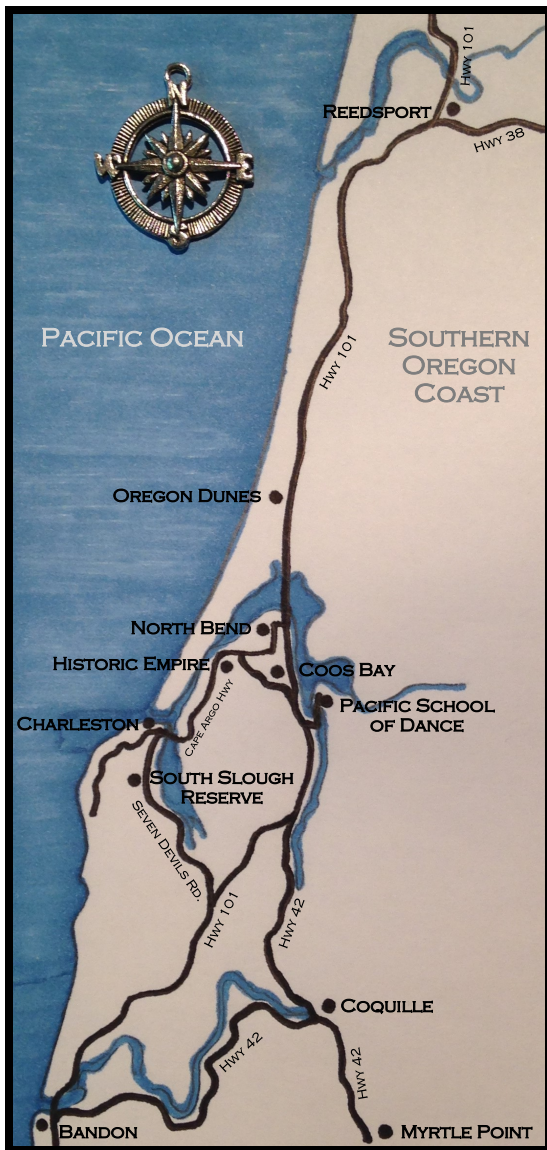 Hwy 101
N
W
E
S
Reedsport
Hwy 38
Pacific Ocean
Southern
Oregon
Coast
Hwy 101
Oregon Dunes
North Bend
Historic Empire
Coos Bay
Cape Argo Hwy
Pacific School
of Dance
Charleston
South Slough
Reserve
Seven Devils Rd.
Hwy 101
Hwy 42
Coquille
Hwy 42
Hwy 42
Bandon
Myrtle Point